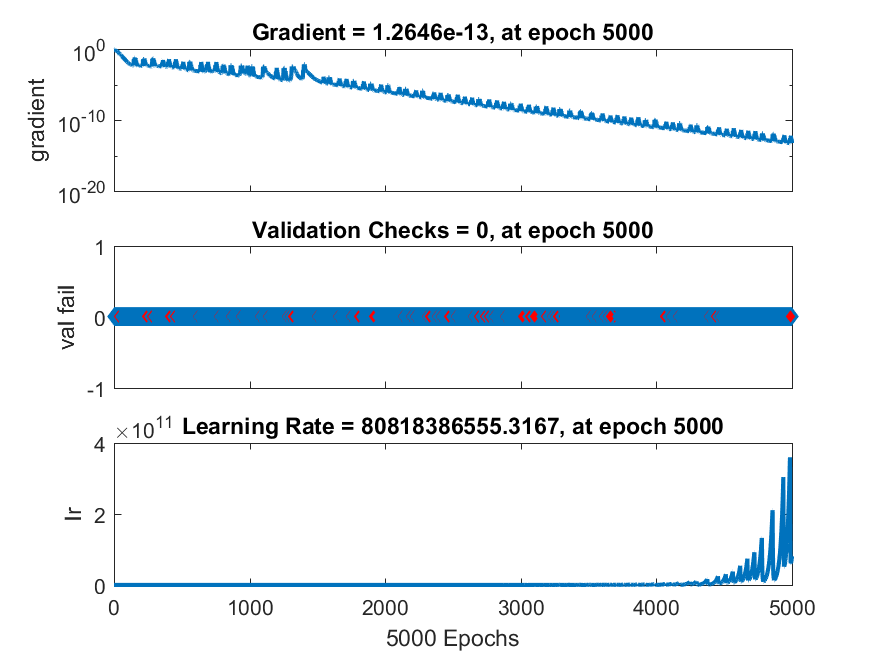 Gradient = 1.2646e-13, at epoch 5000
10^0
10^-10
10^-20
gradient
Validation Checks = 0, at epoch 5000
1
0
-1
val fail
×10^11 Learning Rate = 80818386555.3167, at epoch 5000
4
2
0
lr
0 1000 2000 3000 4000 5000
5000 Epochs